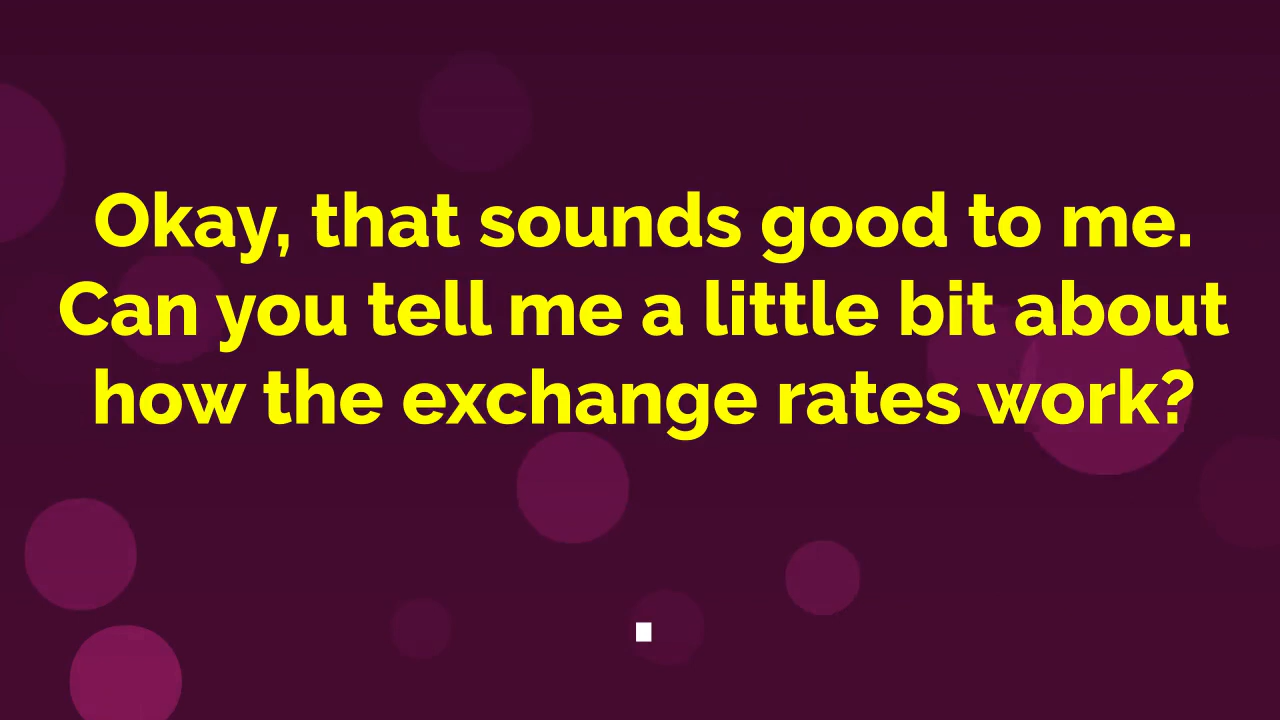 Okay, that sounds good to me.
Can you tell me a little bit about
how the exchange rates work?